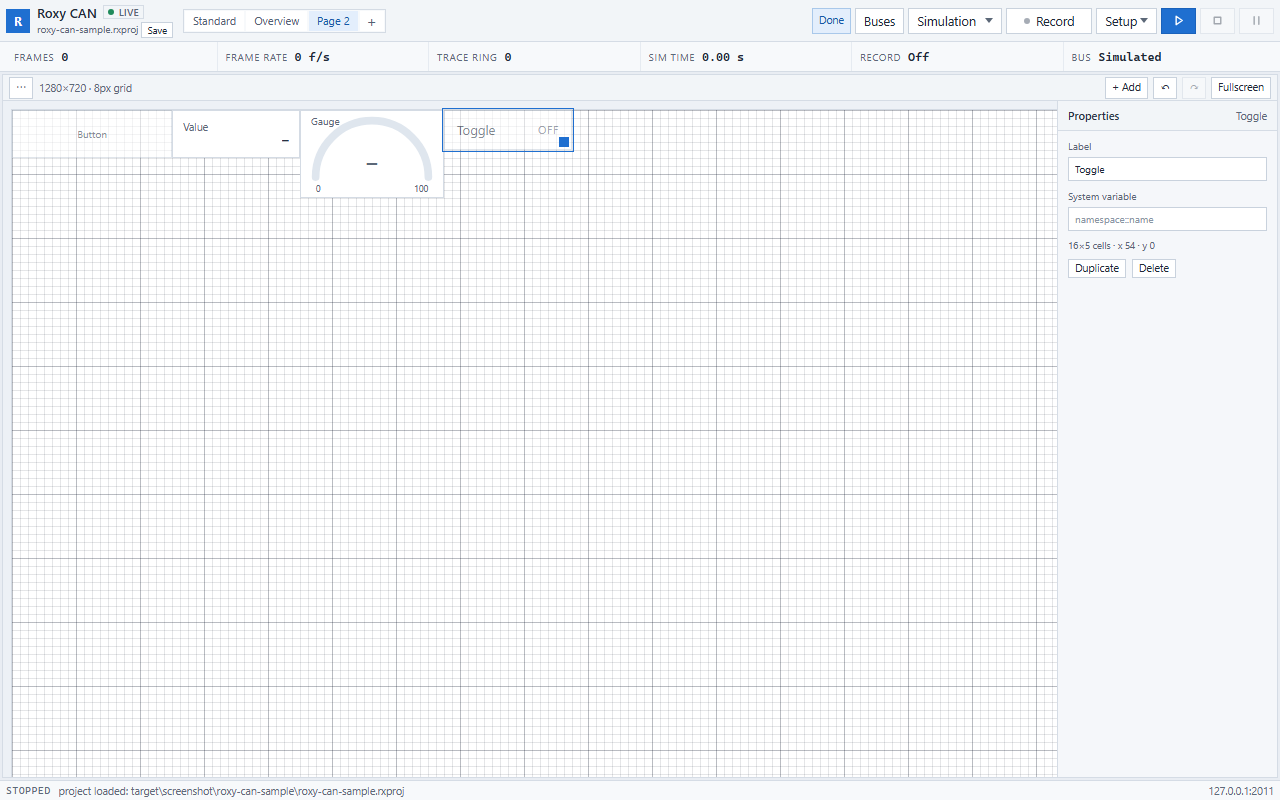 R Roxy CAN LIVE
roxy-can-sample.rxproj Save
Standard Overview Page 2 +
Done Buses Simulation Record Setup
FRAMES 0 FRAME RATE 0 f/s TRACE RING 0 SIM TIME 0.00 s RECORD Off BUS Simulated
... 1280×720 · 8px grid + Add Fullscreen
Button
Value
–
Gauge
–
0 100
Toggle OFF
Properties Toggle
Label
Toggle
System variable
namespace::name
16×5 cells · x 54 · y 0
Duplicate Delete
STOPPED project loaded: target\screenshot\roxy-can-sample\roxy-can-sample.rxproj 127.0.0.1:2011